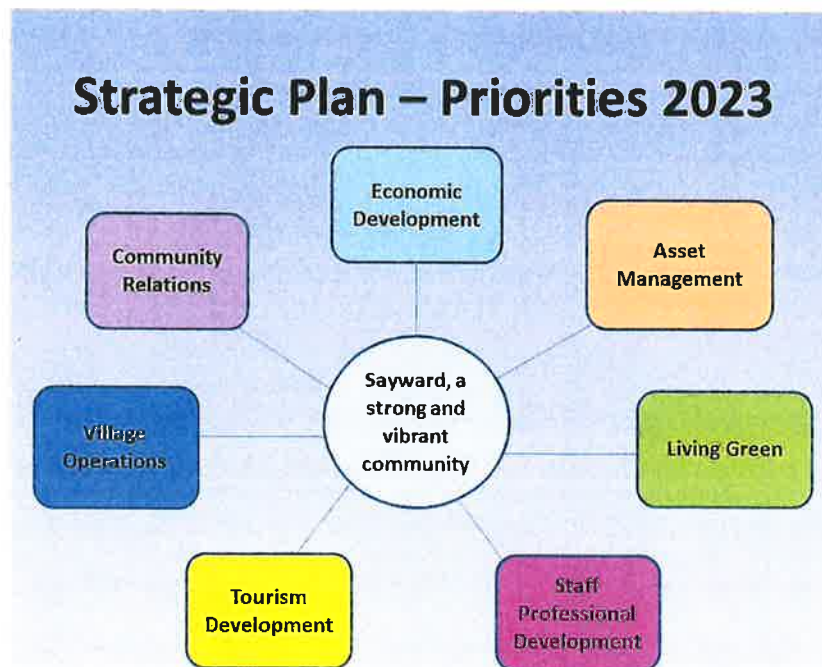 Strategic Plan – Priorities 2023
Economic
Development
Community
Relations
Asset
Management
Sayward, a
strong and
vibrant
community
Village
Operations
Living Green
Tourism
Development
Staff
Professional
Development